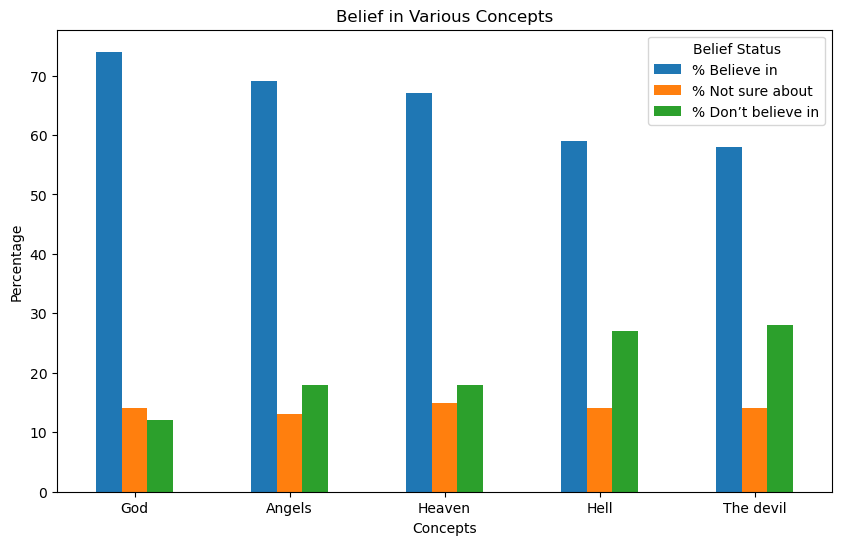 Belief in Various Concepts
Belief Status
% Believe in
% Not sure about
% Don’t believe in
Percentage
70
60
50
40
30
20
10
0
God Angels Heaven Hell The devil
Concepts